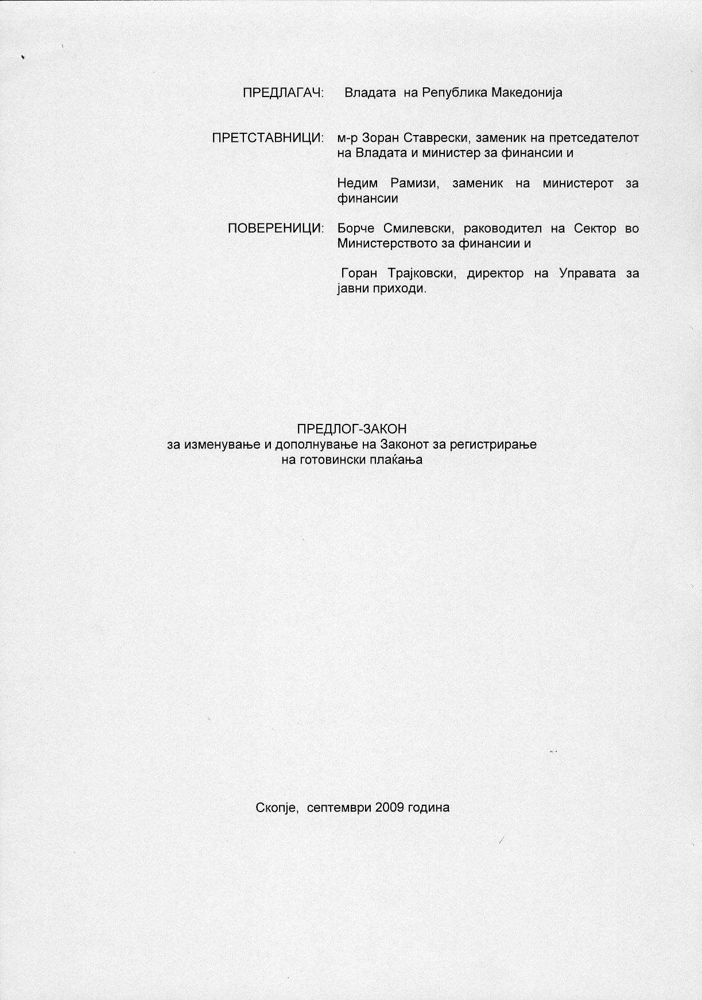 ПРЕДЛАГАЧ: Владата на Република Македонија
ПРЕТСТАВНИЦИ: м-р Зоран Ставрески, заменик на претседателот
на Владата и министер за финансии и
Недим Рамизи, заменик на министерот за
финансии
ПОВЕРЕНИЦИ: Борче Смилевски, раководител на Сектор во
Министерството за финансии и
Горан Трајковски, директор на Управата за
јавни приходи.
ПРЕДЛОГ-ЗАКОН
за изменување и дополнување на Законот за регистрирање
на готовински плаќања
Скопје, септември 2009 година